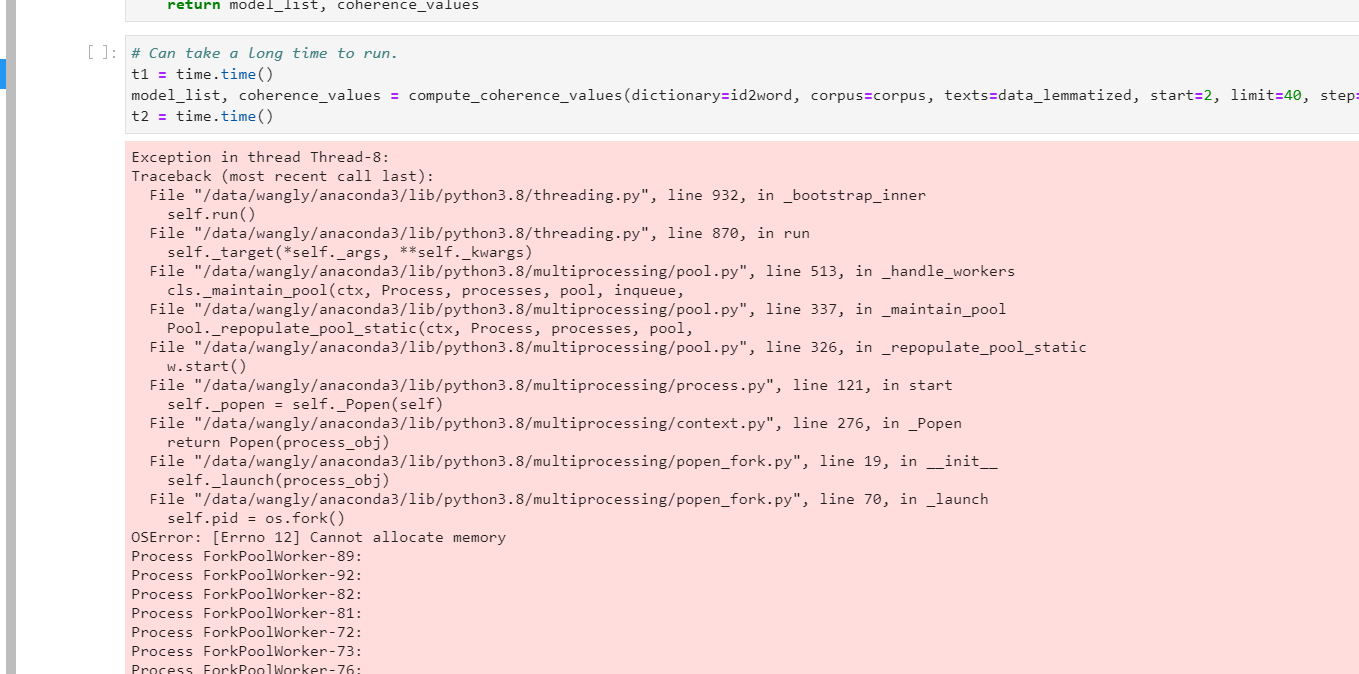 return model_list, coherence_values
[ ]: # Can take a long time to run.
t1 = time.time()
model_list, coherence_values = compute_coherence_values(dictionary=id2word, corpus=corpus, texts=data_lemmatized, start=2, limit=40, step=
t2 = time.time()
Exception in thread Thread-8:
Traceback (most recent call last):
  File "/data/wangly/anaconda3/lib/python3.8/threading.py", line 932, in _bootstrap_inner
    self.run()
  File "/data/wangly/anaconda3/lib/python3.8/threading.py", line 870, in run
    self._target(*self._args, **self._kwargs)
  File "/data/wangly/anaconda3/lib/python3.8/multiprocessing/pool.py", line 513, in _handle_workers
    cls._maintain_pool(ctx, Process, processes, pool, inqueue,
  File "/data/wangly/anaconda3/lib/python3.8/multiprocessing/pool.py", line 337, in _maintain_pool
    Pool._repopulate_pool_static(ctx, Process, processes, pool,
  File "/data/wangly/anaconda3/lib/python3.8/multiprocessing/pool.py", line 326, in _repopulate_pool_static
    w.start()
  File "/data/wangly/anaconda3/lib/python3.8/multiprocessing/process.py", line 121, in start
    self._popen = self._Popen(self)
  File "/data/wangly/anaconda3/lib/python3.8/multiprocessing/context.py", line 276, in _Popen
    return Popen(process_obj)
  File "/data/wangly/anaconda3/lib/python3.8/multiprocessing/popen_fork.py", line 19, in __init__
    self._launch(process_obj)
  File "/data/wangly/anaconda3/lib/python3.8/multiprocessing/popen_fork.py", line 70, in _launch
    self.pid = os.fork()
OSError: [Errno 12] Cannot allocate memory
Process ForkPoolWorker-89:
Process ForkPoolWorker-92:
Process ForkPoolWorker-82:
Process ForkPoolWorker-81:
Process ForkPoolWorker-72:
Process ForkPoolWorker-73:
Process ForkPoolWorker-76: